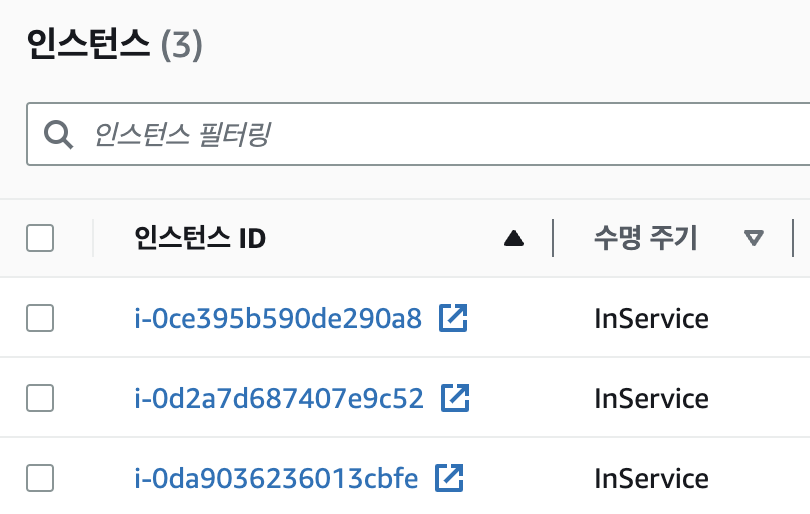 인스턴스 (3)
인스턴스 필터링
인스턴스 ID 수명 주기
i-0ce395b590de290a8 InService
i-0d2a7d687407e9c52 InService
i-0da9036236013cbfe InService